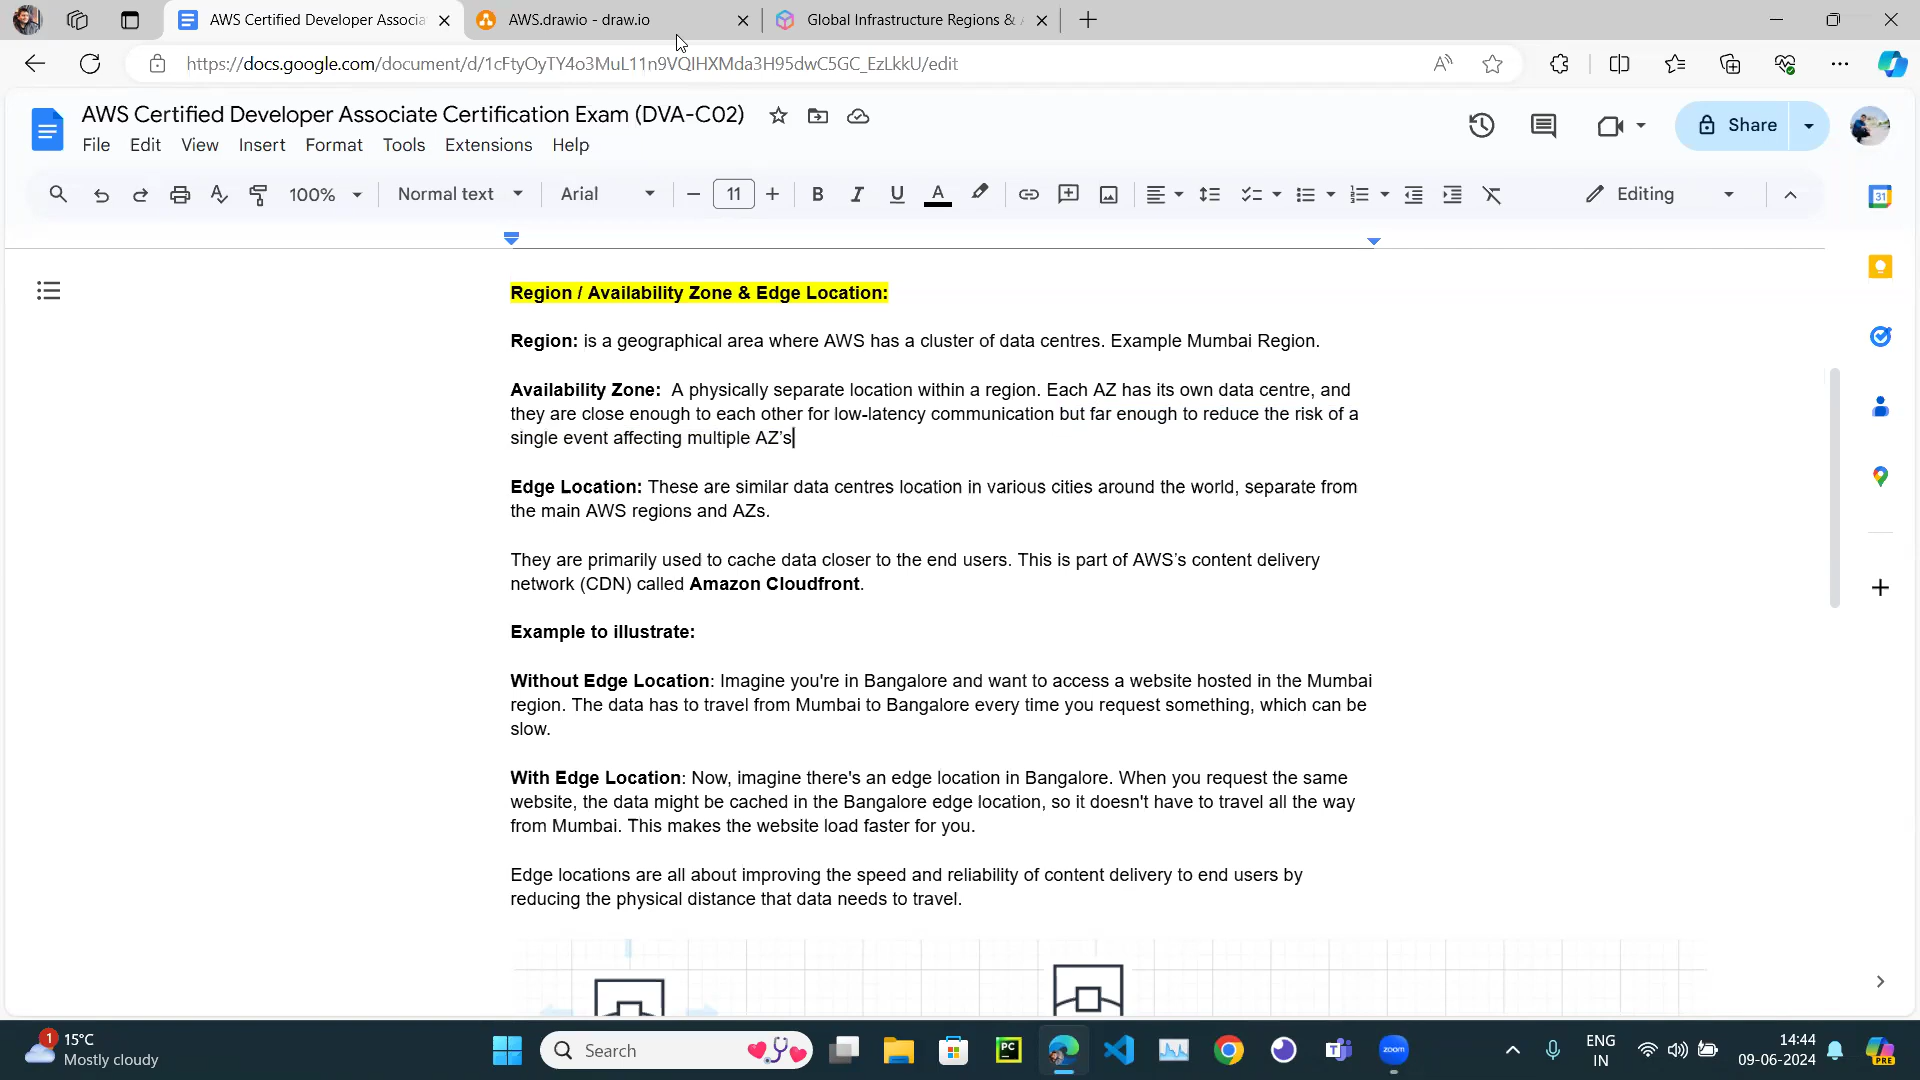 AWS Certified Developer Associa
AWS.drawio - draw.io
Global Infrastructure Regions &
https://docs.google.com/document/d/1cFtyOyTY4o3MuL11n9VQIHXMda3H95dwC5GC_EzLkkU/edit
AWS Certified Developer Associate Certification Exam (DVA-C02)
File Edit View Insert Format Tools Extensions Help
Share
100% Normal text Arial 11 B I U A Editing
31
Region / Availability Zone & Edge Location:
Region: is a geographical area where AWS has a cluster of data centres. Example Mumbai Region.
Availability Zone: A physically separate location within a region. Each AZ has its own data centre, and
they are close enough to each other for low-latency communication but far enough to reduce the risk of a
single event affecting multiple AZ’s
Edge Location: These are similar data centres location in various cities around the world, separate from
the main AWS regions and AZs.
They are primarily used to cache data closer to the end users. This is part of AWS’s content delivery
network (CDN) called Amazon Cloudfront.
Example to illustrate:
Without Edge Location: Imagine you're in Bangalore and want to access a website hosted in the Mumbai
region. The data has to travel from Mumbai to Bangalore every time you request something, which can be
slow.
With Edge Location: Now, imagine there's an edge location in Bangalore. When you request the same
website, the data might be cached in the Bangalore edge location, so it doesn't have to travel all the way
from Mumbai. This makes the website load faster for you.
Edge locations are all about improving the speed and reliability of content delivery to end users by
reducing the physical distance that data needs to travel.
1
15°C
Mostly cloudy
Search
PC
zoom
ENG
IN
14:44
09-06-2024
PRE